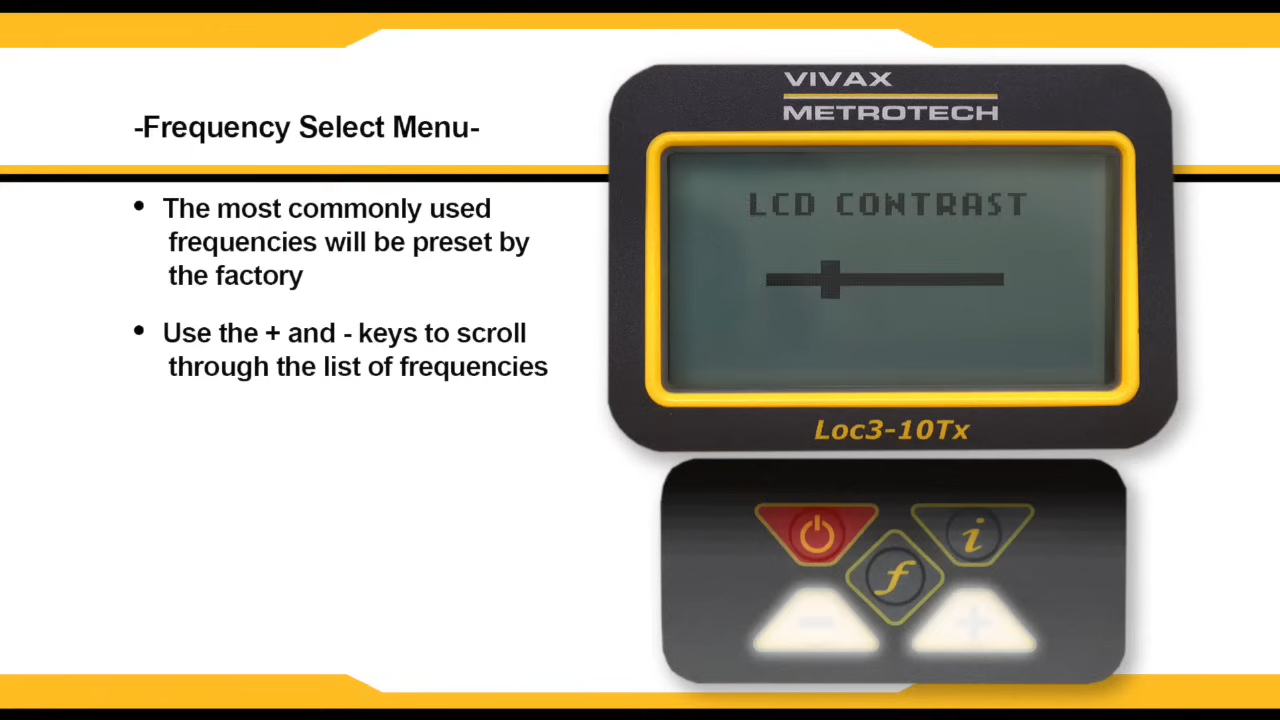 -Frequency Select Menu-
• The most commonly used
frequencies will be preset by
the factory
• Use the + and - keys to scroll
through the list of frequencies
VIVAX
METROTECH
LCD CONTRAST
Loc3-10Tx
i
f
- +